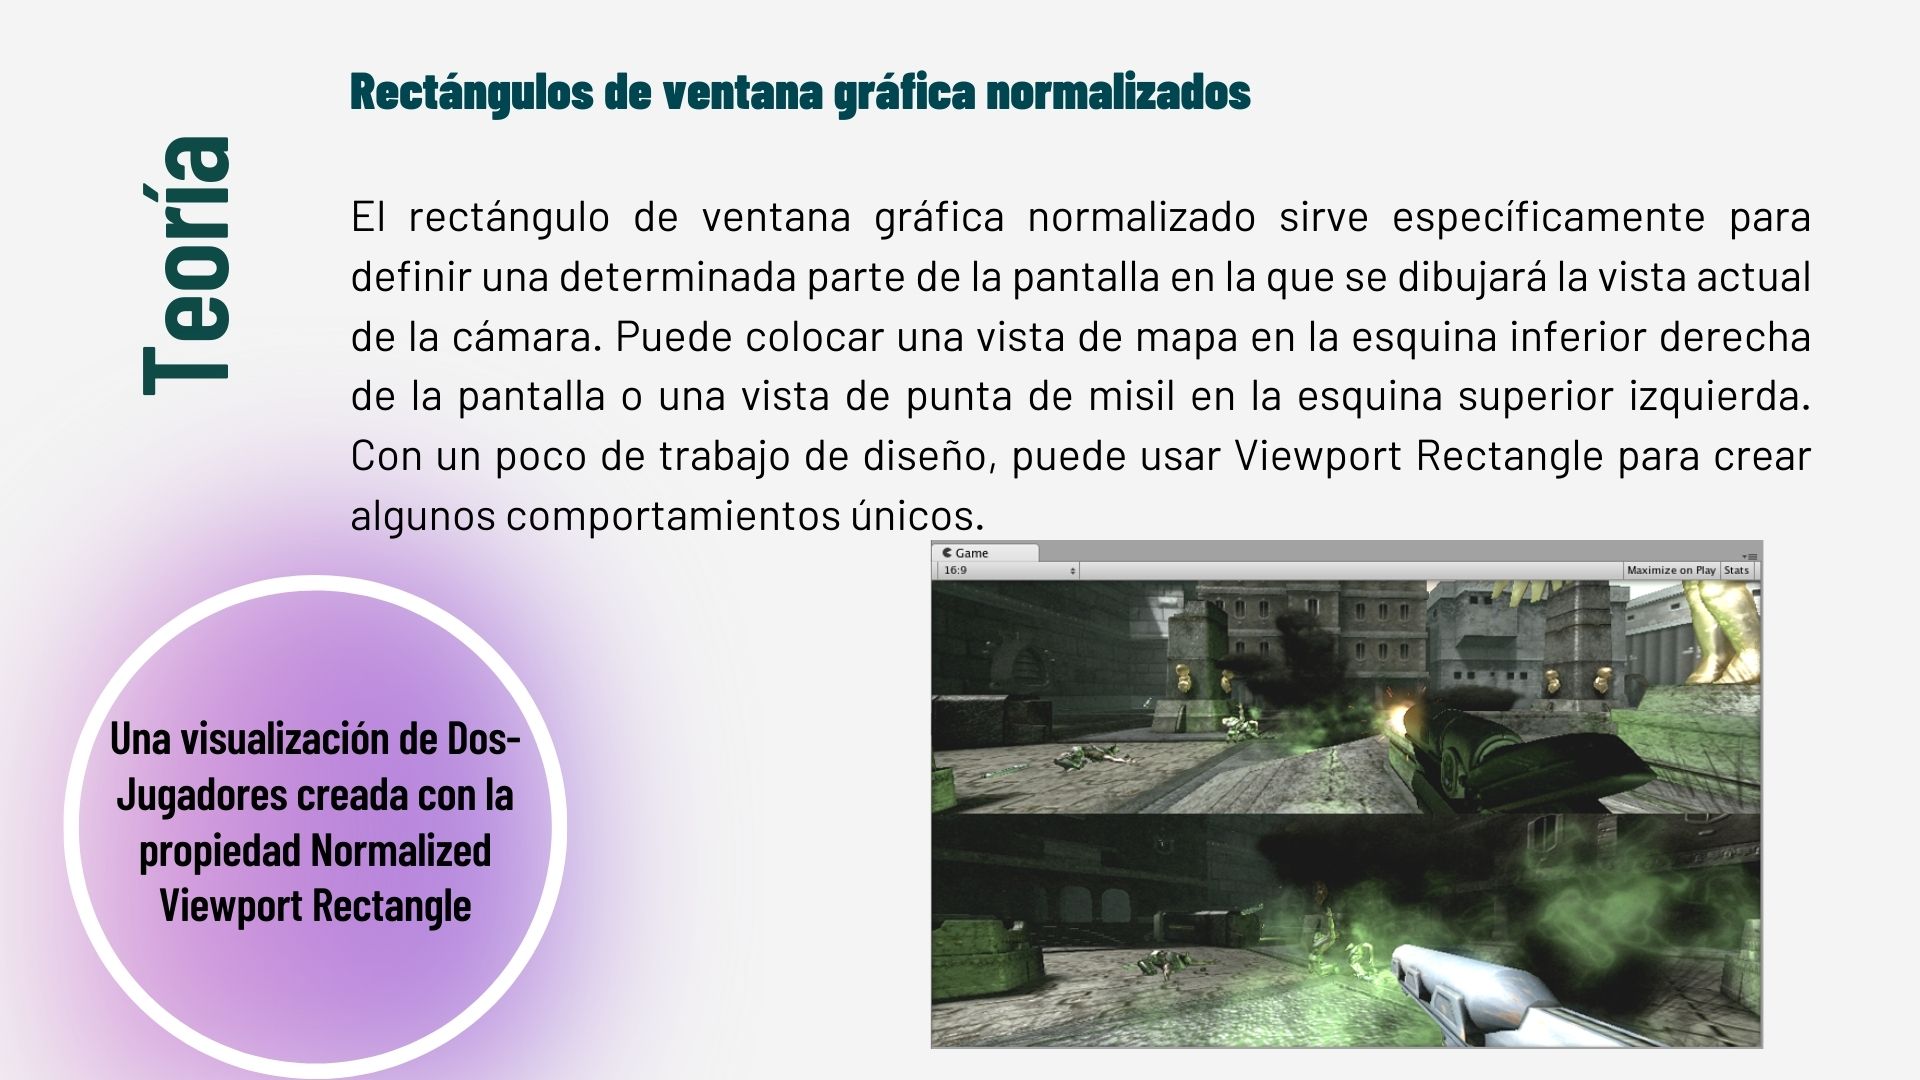 Rectángulos de ventana gráfica normalizados
Teoría
El rectángulo de ventana gráfica normalizado sirve específicamente para
definir una determinada parte de la pantalla en la que se dibujará la vista actual
de la cámara. Puede colocar una vista de mapa en la esquina inferior derecha
de la pantalla o una vista de punta de misil en la esquina superior izquierda.
Con un poco de trabajo de diseño, puede usar Viewport Rectangle para crear
algunos comportamientos únicos.
Una visualización de Dos-
Jugadores creada con la
propiedad Normalized
Viewport Rectangle
Game
16:9 Maximize on Play Stats